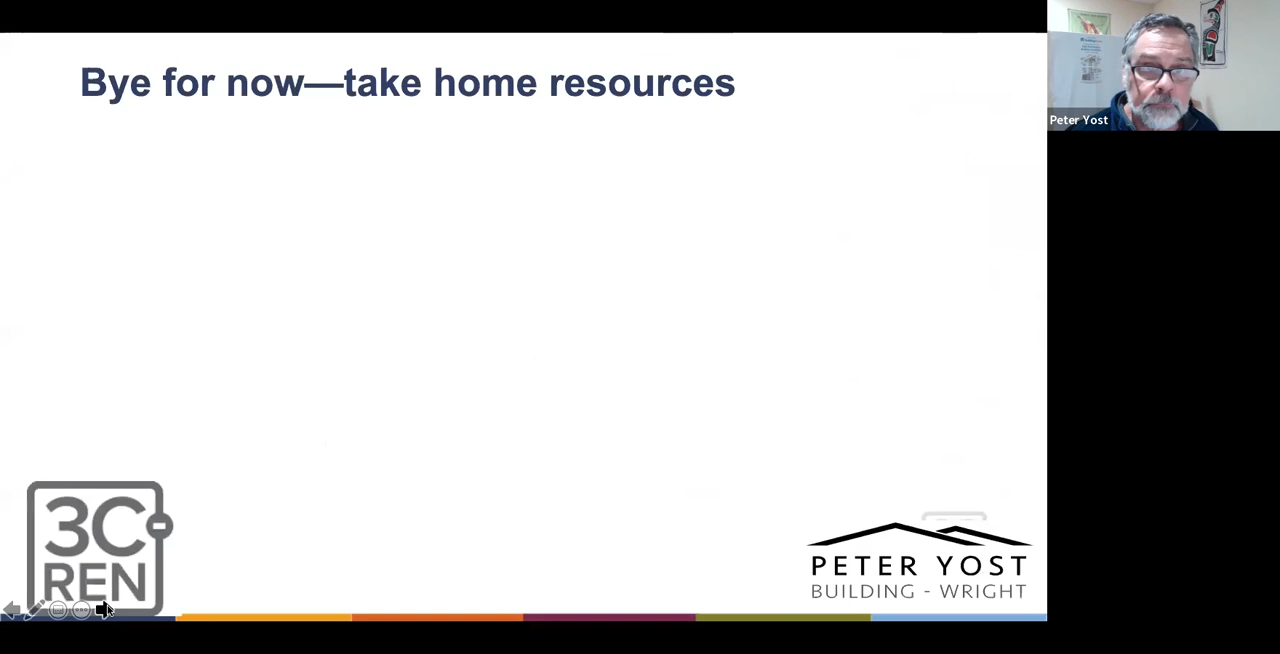 Bye for now—take home resources
Peter Yost
3C
REN
PETER YOST
BUILDING - WRIGHT